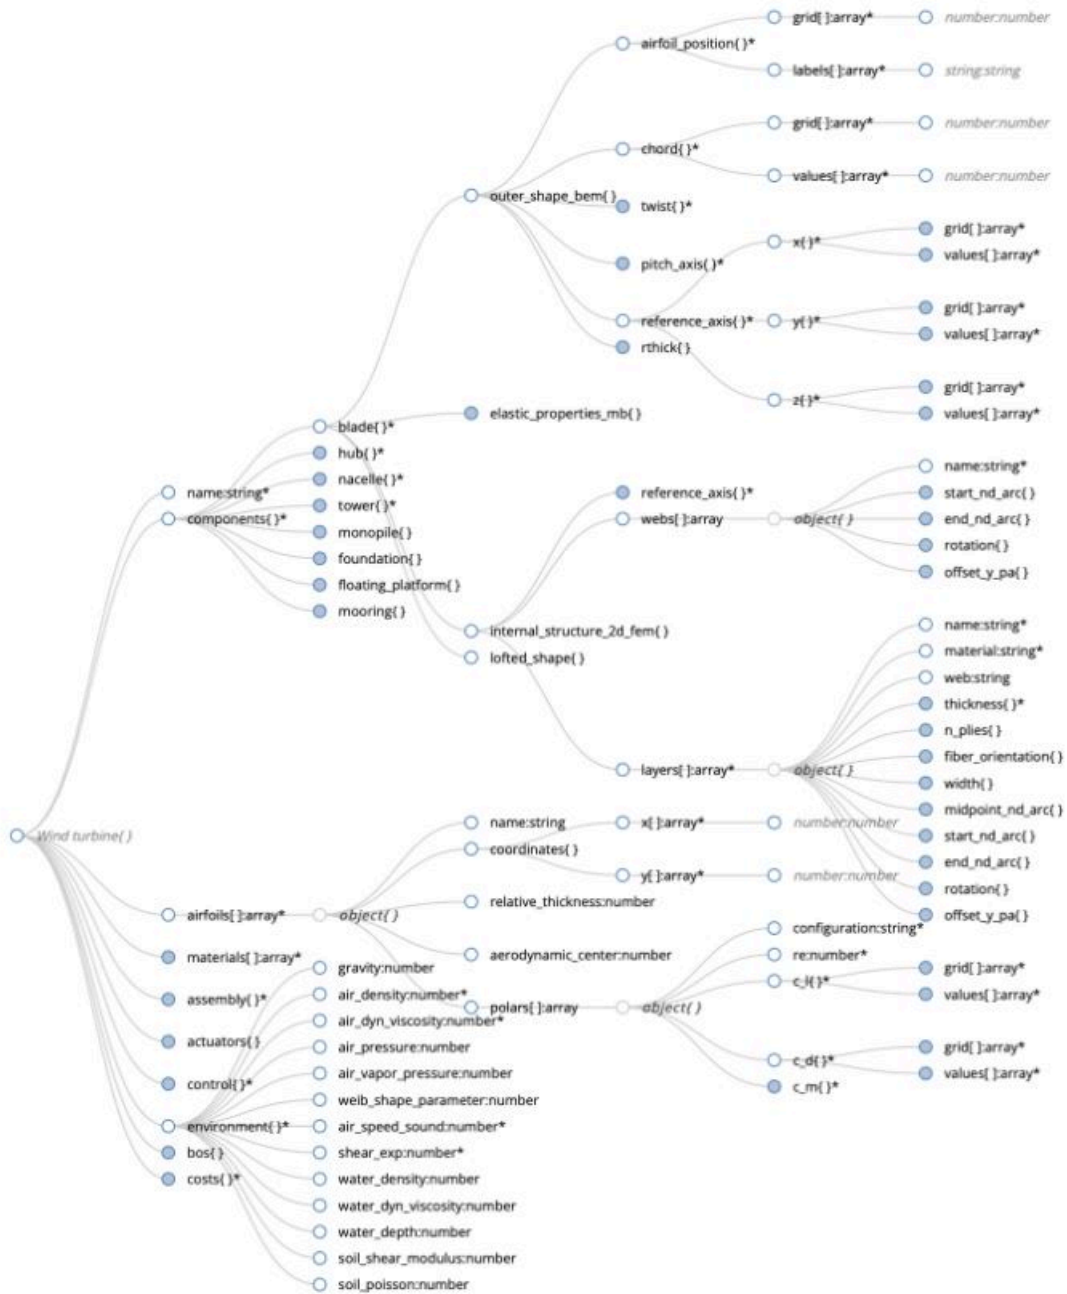 grid[ ]:array*
number:number
airfoil_position{ }*
labels[ ]:array*
string:string
grid[ ]:array*
number:number
chord{ }*
values[ ]:array*
number:number
outer_shape_bem{ }
twist{ }*
grid[ ]:array*
x{ }*
values[ ]:array*
pitch_axis{ }*
grid[ ]:array*
reference_axis{ }*
y{ }*
values[ ]:array*
rthick{ }
grid[ ]:array*
z{ }*
values[ ]:array*
elastic_properties_mb{ }
blade{ }*
hub{ }*
nacelle{ }*
name:string*
tower{ }*
components{ }*
monopile{ }
foundation{ }
floating_platform{ }
mooring{ }
name:string*
reference_axis{ }*
start_nd_arc{ }
webs[ ]:array
object{ }
end_nd_arc{ }
rotation{ }
offset_y_pa{ }
internal_structure_2d_fem{ }
lofted_shape{ }
name:string*
material:string*
web:string
thickness{ }*
n_plies{ }
fiber_orientation{ }
layers[ ]:array*
object{ }
width{ }
midpoint_nd_arc{ }
start_nd_arc{ }
end_nd_arc{ }
rotation{ }
offset_y_pa{ }
Wind turbine{ }
name:string
x[ ]:array*
number:number
coordinates{ }
y[ ]:array*
number:number
relative_thickness:number
airfoils[ ]:array*
object{ }
configuration:string*
aerodynamic_center:number
re:number*
materials[ ]:array*
gravity:number
grid[ ]:array*
c_l{ }*
values[ ]:array*
assembly{ }*
air_density:number*
polars[ ]:array
object{ }
air_dyn_viscosity:number*
actuators{ }
air_pressure:number
grid[ ]:array*
c_d{ }*
values[ ]:array*
control{ }*
air_vapor_pressure:number
c_m{ }*
weib_shape_parameter:number
environment{ }*
air_speed_sound:number*
bos{ }
shear_exp:number*
costs{ }*
water_density:number
water_dyn_viscosity:number
water_depth:number
soil_shear_modulus:number
soil_poisson:number